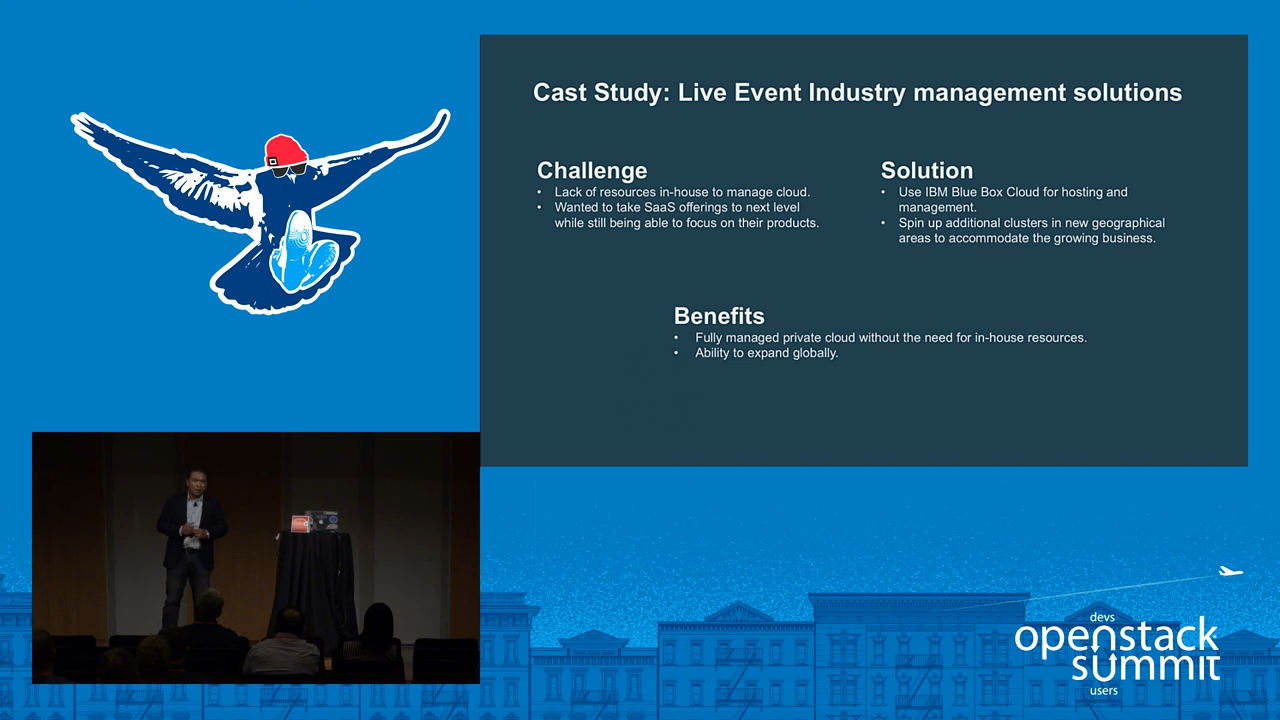 Cast Study: Live Event Industry management solutions
Challenge
• Lack of resources in-house to manage cloud.
• Wanted to take SaaS offerings to next level
while still being able to focus on their products.
Solution
• Use IBM Blue Box Cloud for hosting and
management.
• Spin up additional clusters in new geographical
areas to accommodate the growing business.
Benefits
• Fully managed private cloud without the need for in-house resources.
• Ability to expand globally.
devs
openstack
summit
users